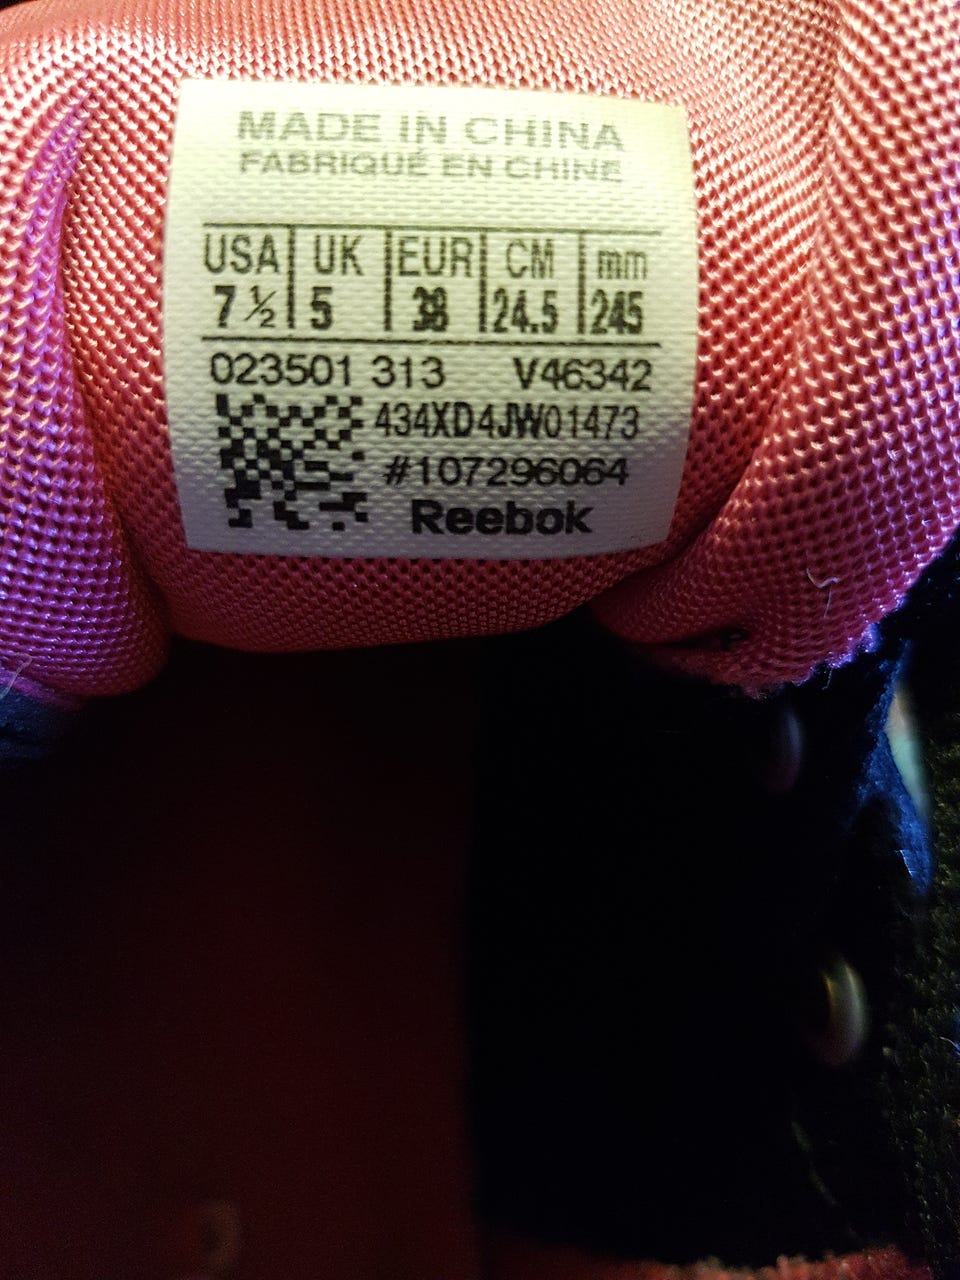 MADE IN CHINA
FABRIQUÉ EN CHINE
USA UK EUR CM mm
7 ½ 5 38 24.5 245
023501 313 V46342
434XD4JW01473
#107296064
Reebok